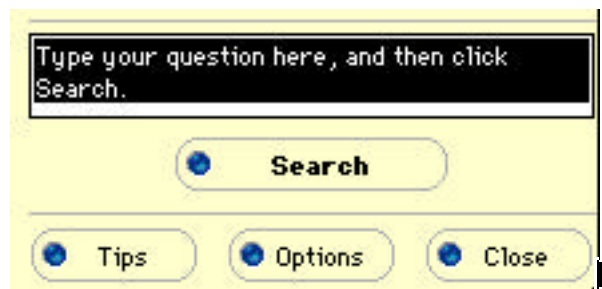 Type your question here, and then click
Search.
Search
Tips Options Close